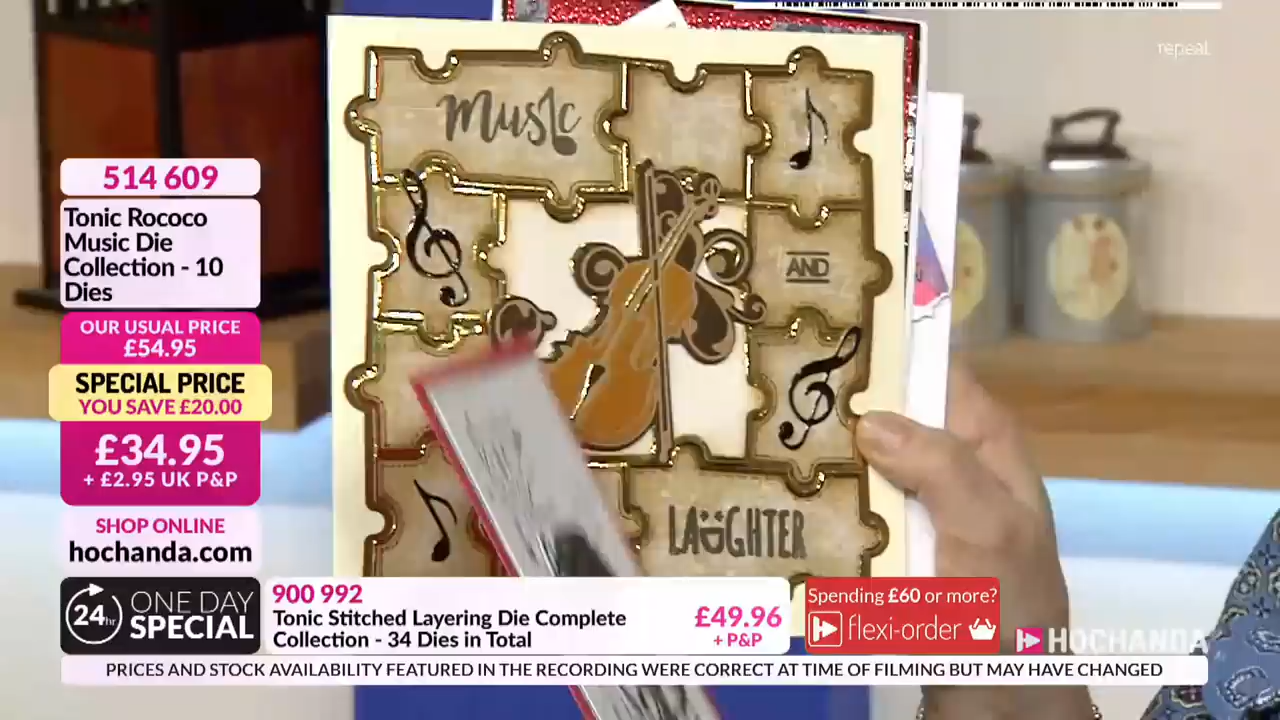 repeat
music
AND
LAUGHTER
514 609
Tonic Rococo
Music Die
Collection - 10
Dies
OUR USUAL PRICE
£54.95
SPECIAL PRICE
YOU SAVE £20.00
£34.95
+ £2.95 UK P&P
SHOP ONLINE
hochanda.com
24hr
ONE DAY
SPECIAL
900 992
Tonic Stitched Layering Die Complete
Collection - 34 Dies in Total
£49.96
+ P&P
Spending £60 or more?
flexi-order
HOCHANDA
PRICES AND STOCK AVAILABILITY FEATURED IN THE RECORDING WERE CORRECT AT TIME OF FILMING BUT MAY HAVE CHANGED